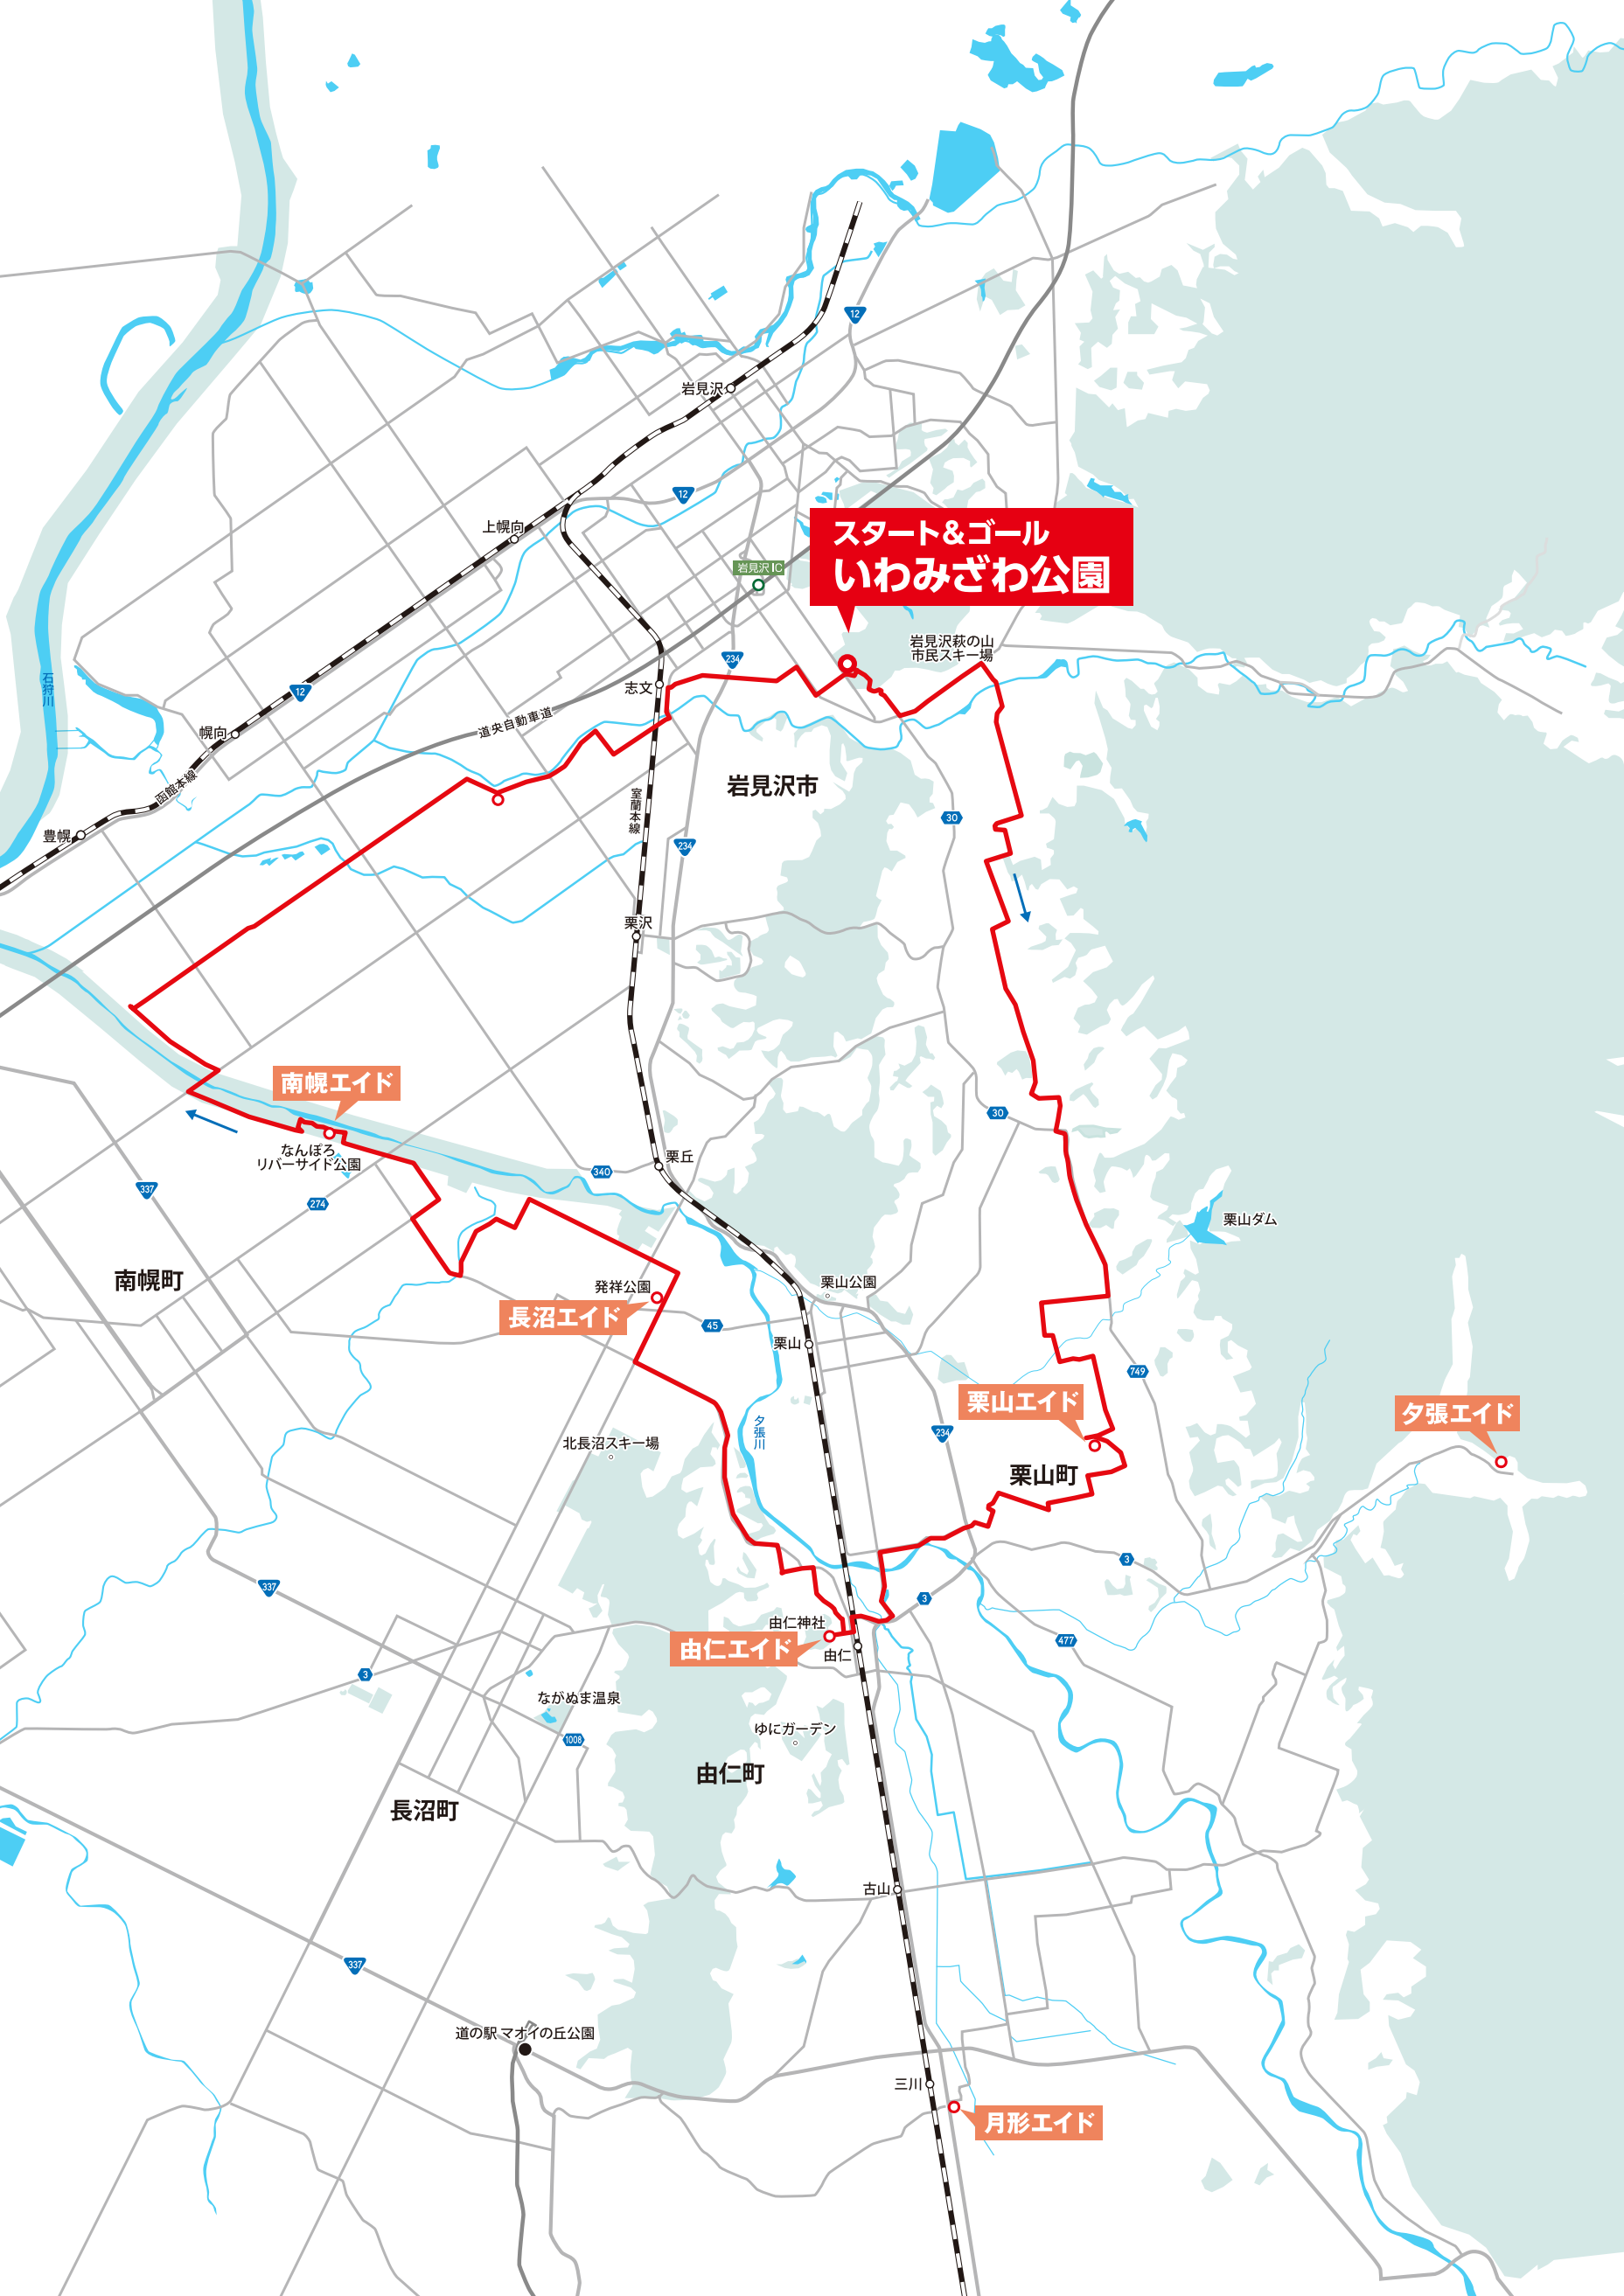 12
岩見沢
12
上幌向
スタート&ゴール
いわみざわ公園
岩見沢IC
岩見沢萩の山
市民スキー場
234
志文
石狩川
12
道央自動車道
幌向
函館本線
岩見沢市
室蘭本線
30
豊幌
234
栗沢
南幌エイド
30
なんぽろ
リバーサイド公園
栗丘
340
337
274
栗山ダム
南幌町
発祥公園
栗山公園
長沼エイド
45
栗山
749
栗山エイド
夕張エイド
夕張川
234
北長沼スキー場
栗山町
3
337
3
由仁神社
由仁エイド
由仁
477
3
ながぬま温泉
ゆにガーデン
1008
由仁町
長沼町
古山
337
道の駅 マオイの丘公園
三川
月形エイド